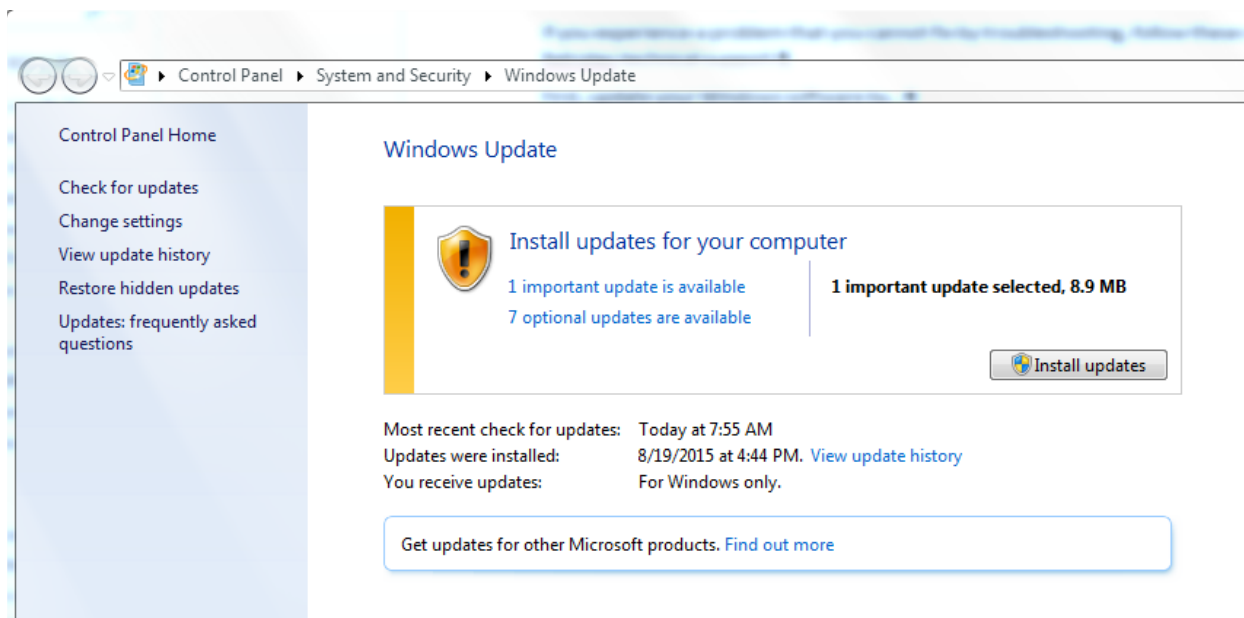 Control Panel ▸ System and Security ▸ Windows Update
Control Panel Home
Check for updates
Change settings
View update history
Restore hidden updates
Updates: frequently asked
questions
Windows Update
Install updates for your computer
1 important update is available
7 optional updates are available
1 important update selected, 8.9 MB
Install updates
Most recent check for updates: Today at 7:55 AM
Updates were installed: 8/19/2015 at 4:44 PM. View update history
You receive updates: For Windows only.
Get updates for other Microsoft products. Find out more